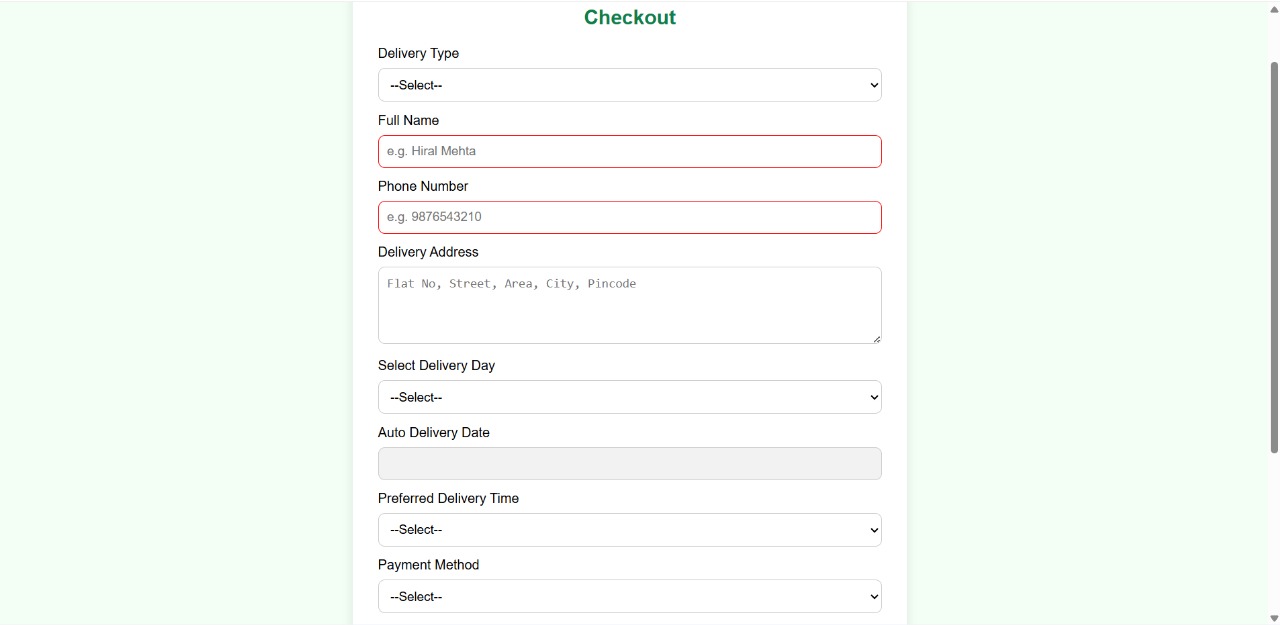 Checkout
Delivery Type
--Select--
Full Name
e.g. Hiral Mehta
Phone Number
e.g. 9876543210
Delivery Address
Flat No, Street, Area, City, Pincode
Select Delivery Day
--Select--
Auto Delivery Date
Preferred Delivery Time
--Select--
Payment Method
--Select--